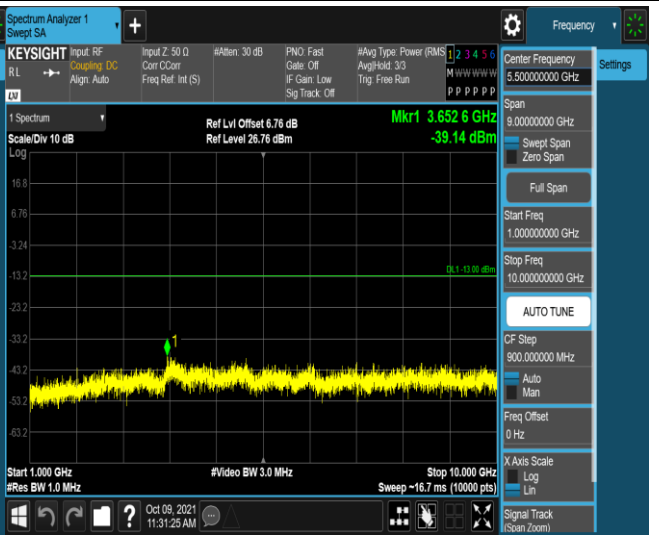 Spectrum Analyzer 1
Swept SA
Frequency
KEYSIGHT
Input: RF
Input Z: 50 Ω
#Atten: 30 dB
PNO: Fast
#Avg Type: Power (RMS
1 2 3 4 5 6
RL
Coupling: DC
Corr CCorr
Gate: Off
Avg|Hold: 3/3
M W W W W W
Align: Auto
Freq Ref: Int (S)
IF Gain: Low
Trig: Free Run
Sig Track: Off
P P P P P P
LXI
1 Spectrum
Ref Lvl Offset 6.76 dB
Mkr1 3.652 6 GHz
Scale/Div 10 dB
Ref Level 26.76 dBm
-39.14 dBm
Log
16.8
6.76
-3.24
-13.2
DL1 -13.00 dBm
-23.2
-33.2
1
-43.2
-53.2
-63.2
Start 1.000 GHz
#Video BW 3.0 MHz
Stop 10.000 GHz
#Res BW 1.0 MHz
Sweep ~16.7 ms (10000 pts)
Oct 09, 2021
11:31:25 AM
?
Center Frequency
5.500000000 GHz
Settings
Span
9.00000000 GHz
Swept Span
Zero Span
Full Span
Start Freq
1.000000000 GHz
Stop Freq
10.000000000 GHz
AUTO TUNE
CF Step
900.000000 MHz
Auto
Man
Freq Offset
0 Hz
X Axis Scale
Log
Lin
Signal Track
(Span Zoom)